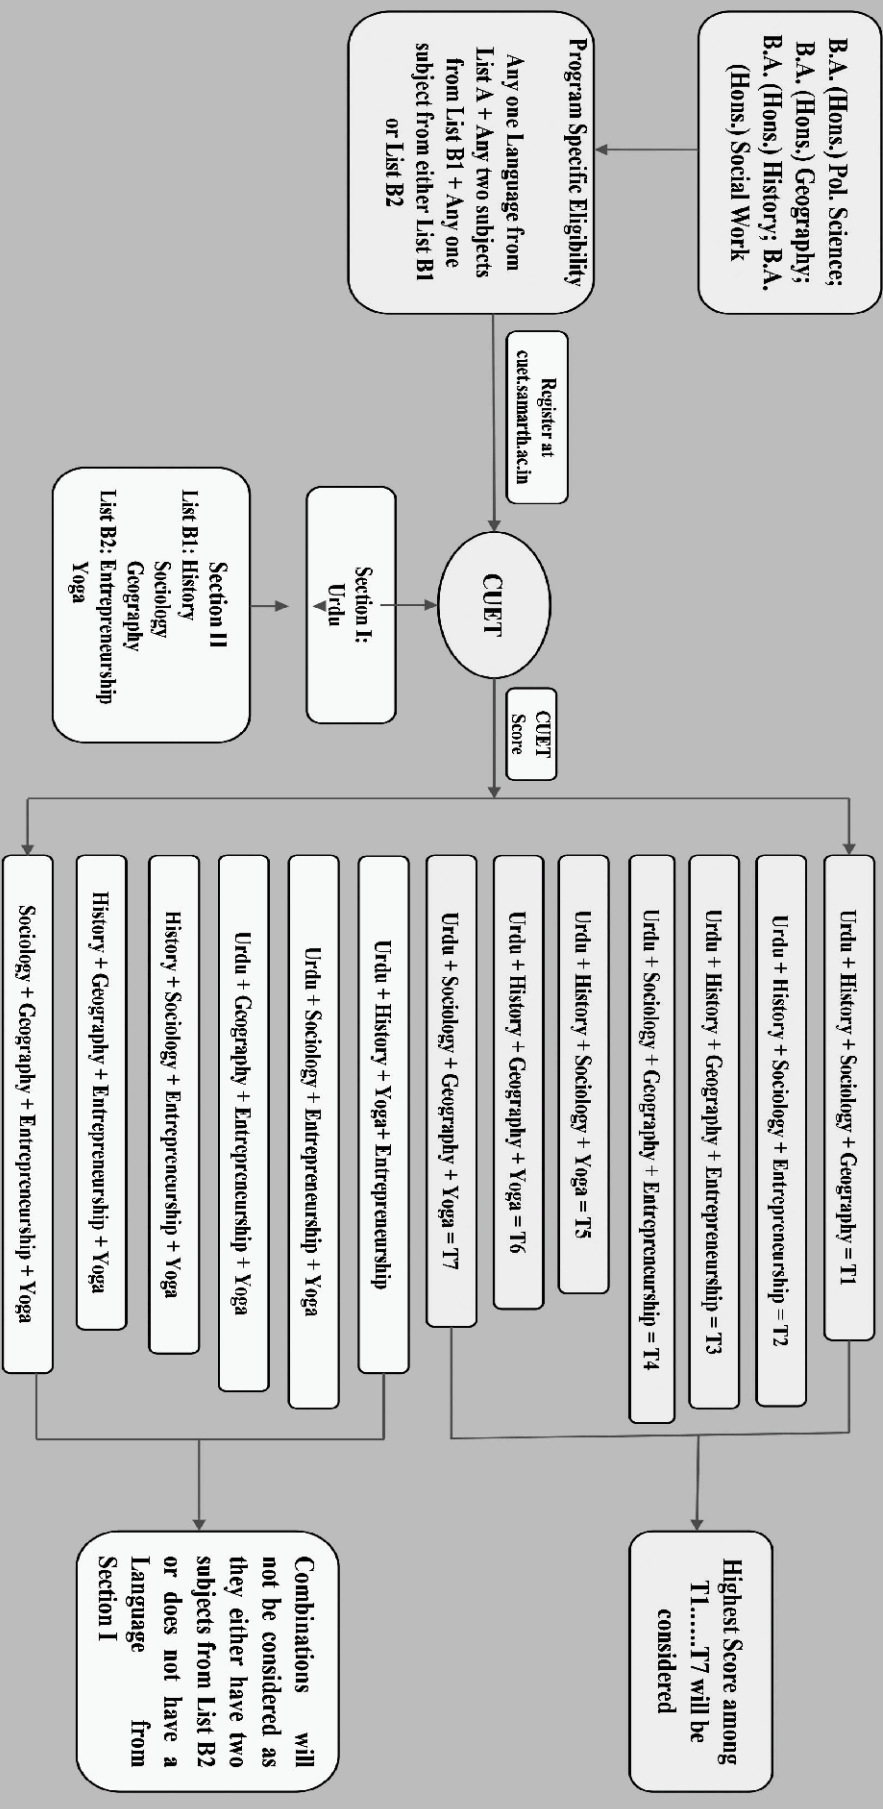 B.A. (Hons.) Pol. Science;
B.A. (Hons.) Geography;
B.A. (Hons.) History; B.A.
(Hons.) Social Work
Program Specific Eligibility
Any one Language from
List A + Any two subjects
from List B1 + Any one
subject from either List B1
or List B2
Register at
cuet.samarth.ac.in
CUET
Section I:
Urdu
Section II
List B1: History
Sociology
Geography
List B2: Entrepreneurship
Yoga
CUET
Score
Urdu + History + Sociology + Geography = T1
Urdu + History + Sociology + Entrepreneurship = T2
Urdu + History + Geography + Entrepreneurship = T3
Urdu + Sociology + Geography + Entrepreneurship = T4
Urdu + History + Sociology + Yoga = T5
Urdu + History + Geography + Yoga = T6
Urdu + Sociology + Geography + Yoga = T7
Urdu + History + Yoga+ Entrepreneurship
Urdu + Sociology + Entrepreneurship + Yoga
Urdu + Geography + Entrepreneurship + Yoga
History + Sociology + Entrepreneurship + Yoga
History + Geography + Entrepreneurship + Yoga
Sociology + Geography + Entrepreneurship + Yoga
Highest Score among
T1......T7 will be
considered
Combinations will
not be considered as
they either have two
subjects from List B2
or does not have a
Language from
Section I